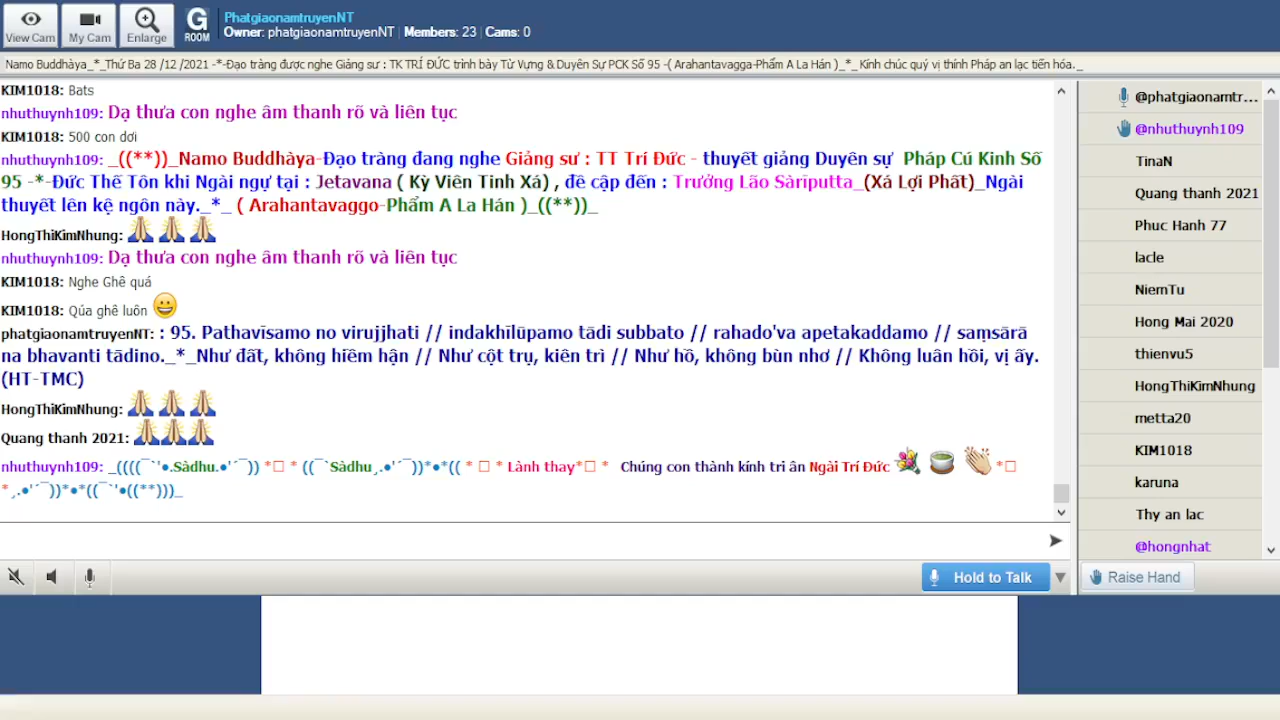 View Cam
My Cam
Enlarge
G
ROOM
PhatgiaonamtruyenNT
Owner: phatgiaonamtruyenNT | Members: 23 | Cams: 0
Namo Buddhàya_*_Thứ Ba 28 /12 /2021 -*-Đạo tràng được nghe Giảng sư : TK TRÍ ĐỨC trình bày Từ Vựng & Duyên Sự PCK Số 95 -( Arahantavagga-Phẩm A La Hán )_*_ Kính chúc quý vị thính Pháp an lạc tiến hóa._
KIM1018: Bats
nhuthuynh109: Dạ thưa con nghe âm thanh rõ và liên tục
KIM1018: 500 con dơi
nhuthuynh109: _((**))_Namo Buddhàya-Đạo tràng đang nghe Giảng sư : TT Trí Đức - thuyết giảng Duyên sự Pháp Cú Kinh Số
95 -*-Đức Thế Tôn khi Ngài ngự tại : Jetavana ( Kỳ Viên Tinh Xá) , đề cập đến : Trưởng Lão Sàrìputta_(Xá Lợi Phất)_Ngài
thuyết lên kệ ngôn này._*_ ( Arahantavaggo-Phẩm A La Hán )_((**))_
HongThiKimNhung: 🙏 🙏 🙏
nhuthuynh109: Dạ thưa con nghe âm thanh rõ và liên tục
KIM1018: Nghe Ghê quá
KIM1018: Qúa ghê luôn 😀
phatgiaonamtruyenNT: : 95. Pathavīsamo no virujjhati // indakhīlūpamo tādi subbato // rahado'va apetakaddamo // saṃsārā
na bhavanti tādino._*_Như đất, không hiềm hận // Như cột trụ, kiên trì // Như hồ, không bùn nhơ // Không luân hồi, vị ấy.
(HT-TMC)
HongThiKimNhung: 🙏 🙏 🙏
Quang thanh 2021: 🙏🙏🙏
nhuthuynh109: _((((¯`'•.Sàdhu.•'´¯)) *□ * ((¯`Sàdhu¸.•'´¯))*•*(( * □ * Lành thay*□ * Chúng con thành kính tri ân Ngài Trí Đức 💐 🍵 👏 *□
*¸.•'´¯))*•*((¯`'•((**)))_
Hold to Talk
@phatgiaonamtr...
@nhuthuynh109
TinaN
Quang thanh 2021
Phuc Hanh 77
lacle
NiemTu
Hong Mai 2020
thienvu5
HongThiKimNhung
metta20
KIM1018
karuna
Thy an lac
@hongnhat
Raise Hand